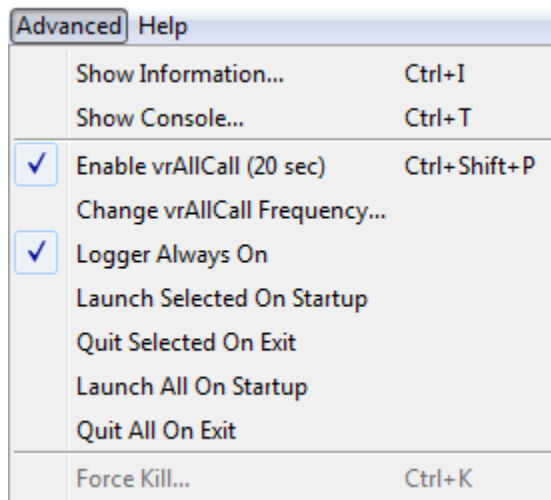 Advanced Help
Show Information... Ctrl+I
Show Console... Ctrl+T
Enable vrAllCall (20 sec) Ctrl+Shift+P
Change vrAllCall Frequency...
Logger Always On
Launch Selected On Startup
Quit Selected On Exit
Launch All On Startup
Quit All On Exit
Force Kill... Ctrl+K